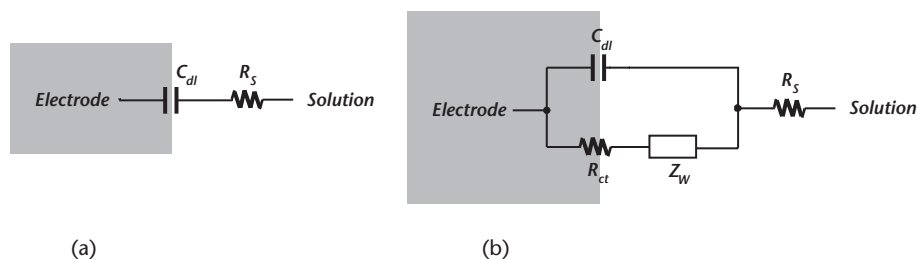 C_dl R_S
Electrode Solution
(a)
C_dl
R_S
Electrode Solution
R_ct Z_W
(b)